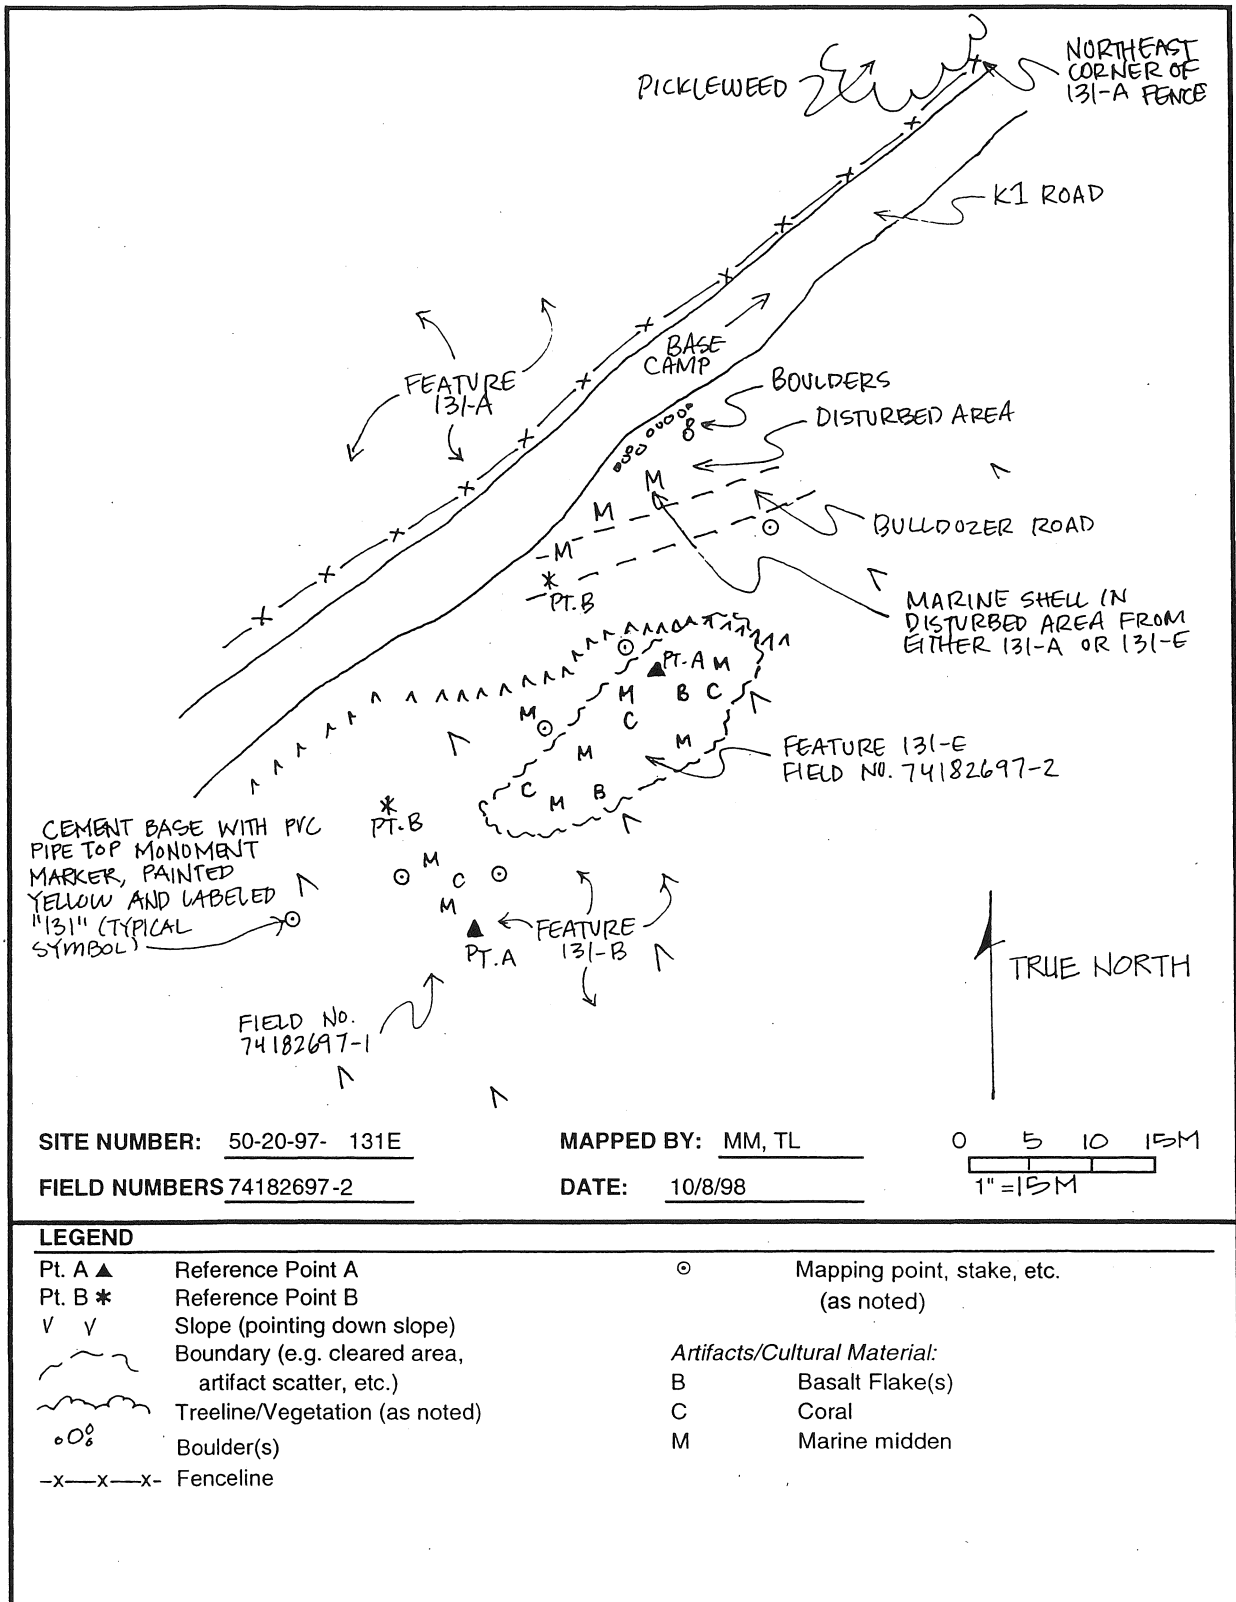 PICKLEWEED
NORTHEAST
CORNER OF
131-A FENCE
K1 ROAD
BASE
CAMP
FEATURE
131-A
BOULDERS
DISTURBED AREA
M
M
BULLDOZER ROAD
M
PT.B
MARINE SHELL IN
DISTURBED AREA FROM
EITHER 131-A OR 131-E
PT.A M
M B C
M C
M M
FEATURE 131-E
FIELD NO. 74182697-2
C M B
PT.B
CEMENT BASE WITH PVC
PIPE TOP MONOMENT
MARKER, PAINTED
YELLOW AND LABELED
"131" (TYPICAL
SYMBOL)
M
C
M
PT.A
FEATURE
131-B
TRUE NORTH
FIELD NO.
74182697-1
SITE NUMBER: 50-20-97- 131E
MAPPED BY: MM, TL
0 5 10 15M
FIELD NUMBERS 74182697-2
DATE: 10/8/98
1" =15M
LEGEND
Pt. A Reference Point A
Pt. B Reference Point B
Slope (pointing down slope)
Boundary (e.g. cleared area,
artifact scatter, etc.)
Treeline/Vegetation (as noted)
Boulder(s)
-x—x—x- Fenceline
Mapping point, stake, etc.
(as noted)
Artifacts/Cultural Material:
B Basalt Flake(s)
C Coral
M Marine midden